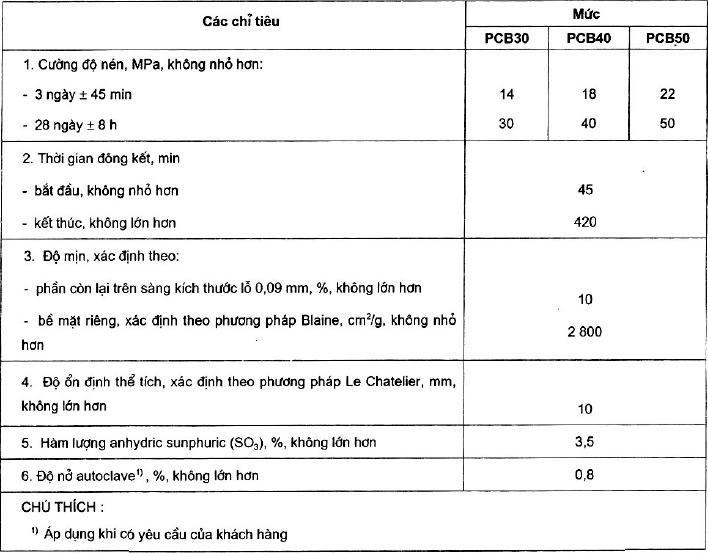 Các chỉ tiêu
Mức
PCB30 PCB40 PCB50
1. Cường độ nén, MPa, không nhỏ hơn:
- 3 ngày ± 45 min 14 18 22
- 28 ngày ± 8 h 30 40 50
2. Thời gian đông kết, min
- bắt đầu, không nhỏ hơn 45
- kết thúc, không lớn hơn 420
3. Độ mịn, xác định theo:
- phần còn lại trên sàng kích thước lỗ 0,09 mm, %, không lớn hơn 10
- bề mặt riêng, xác định theo phương pháp Blaine, cm²/g, không nhỏ
hơn 2 800
4. Độ ổn định thể tích, xác định theo phương pháp Le Chatelier, mm,
không lớn hơn 10
5. Hàm lượng anhydric sunphuric (SO₃), %, không lớn hơn 3,5
6. Độ nở autoclave¹⁾, %, không lớn hơn 0,8
CHÚ THÍCH :
¹⁾ Áp dụng khi có yêu cầu của khách hàng